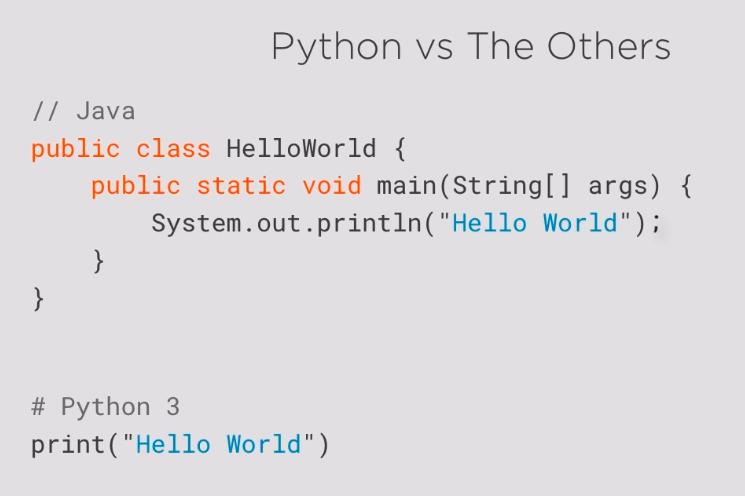 Python vs The Others
// Java
public class HelloWorld {
    public static void main(String[] args) {
        System.out.println("Hello World");
    }
}
# Python 3
print("Hello World")